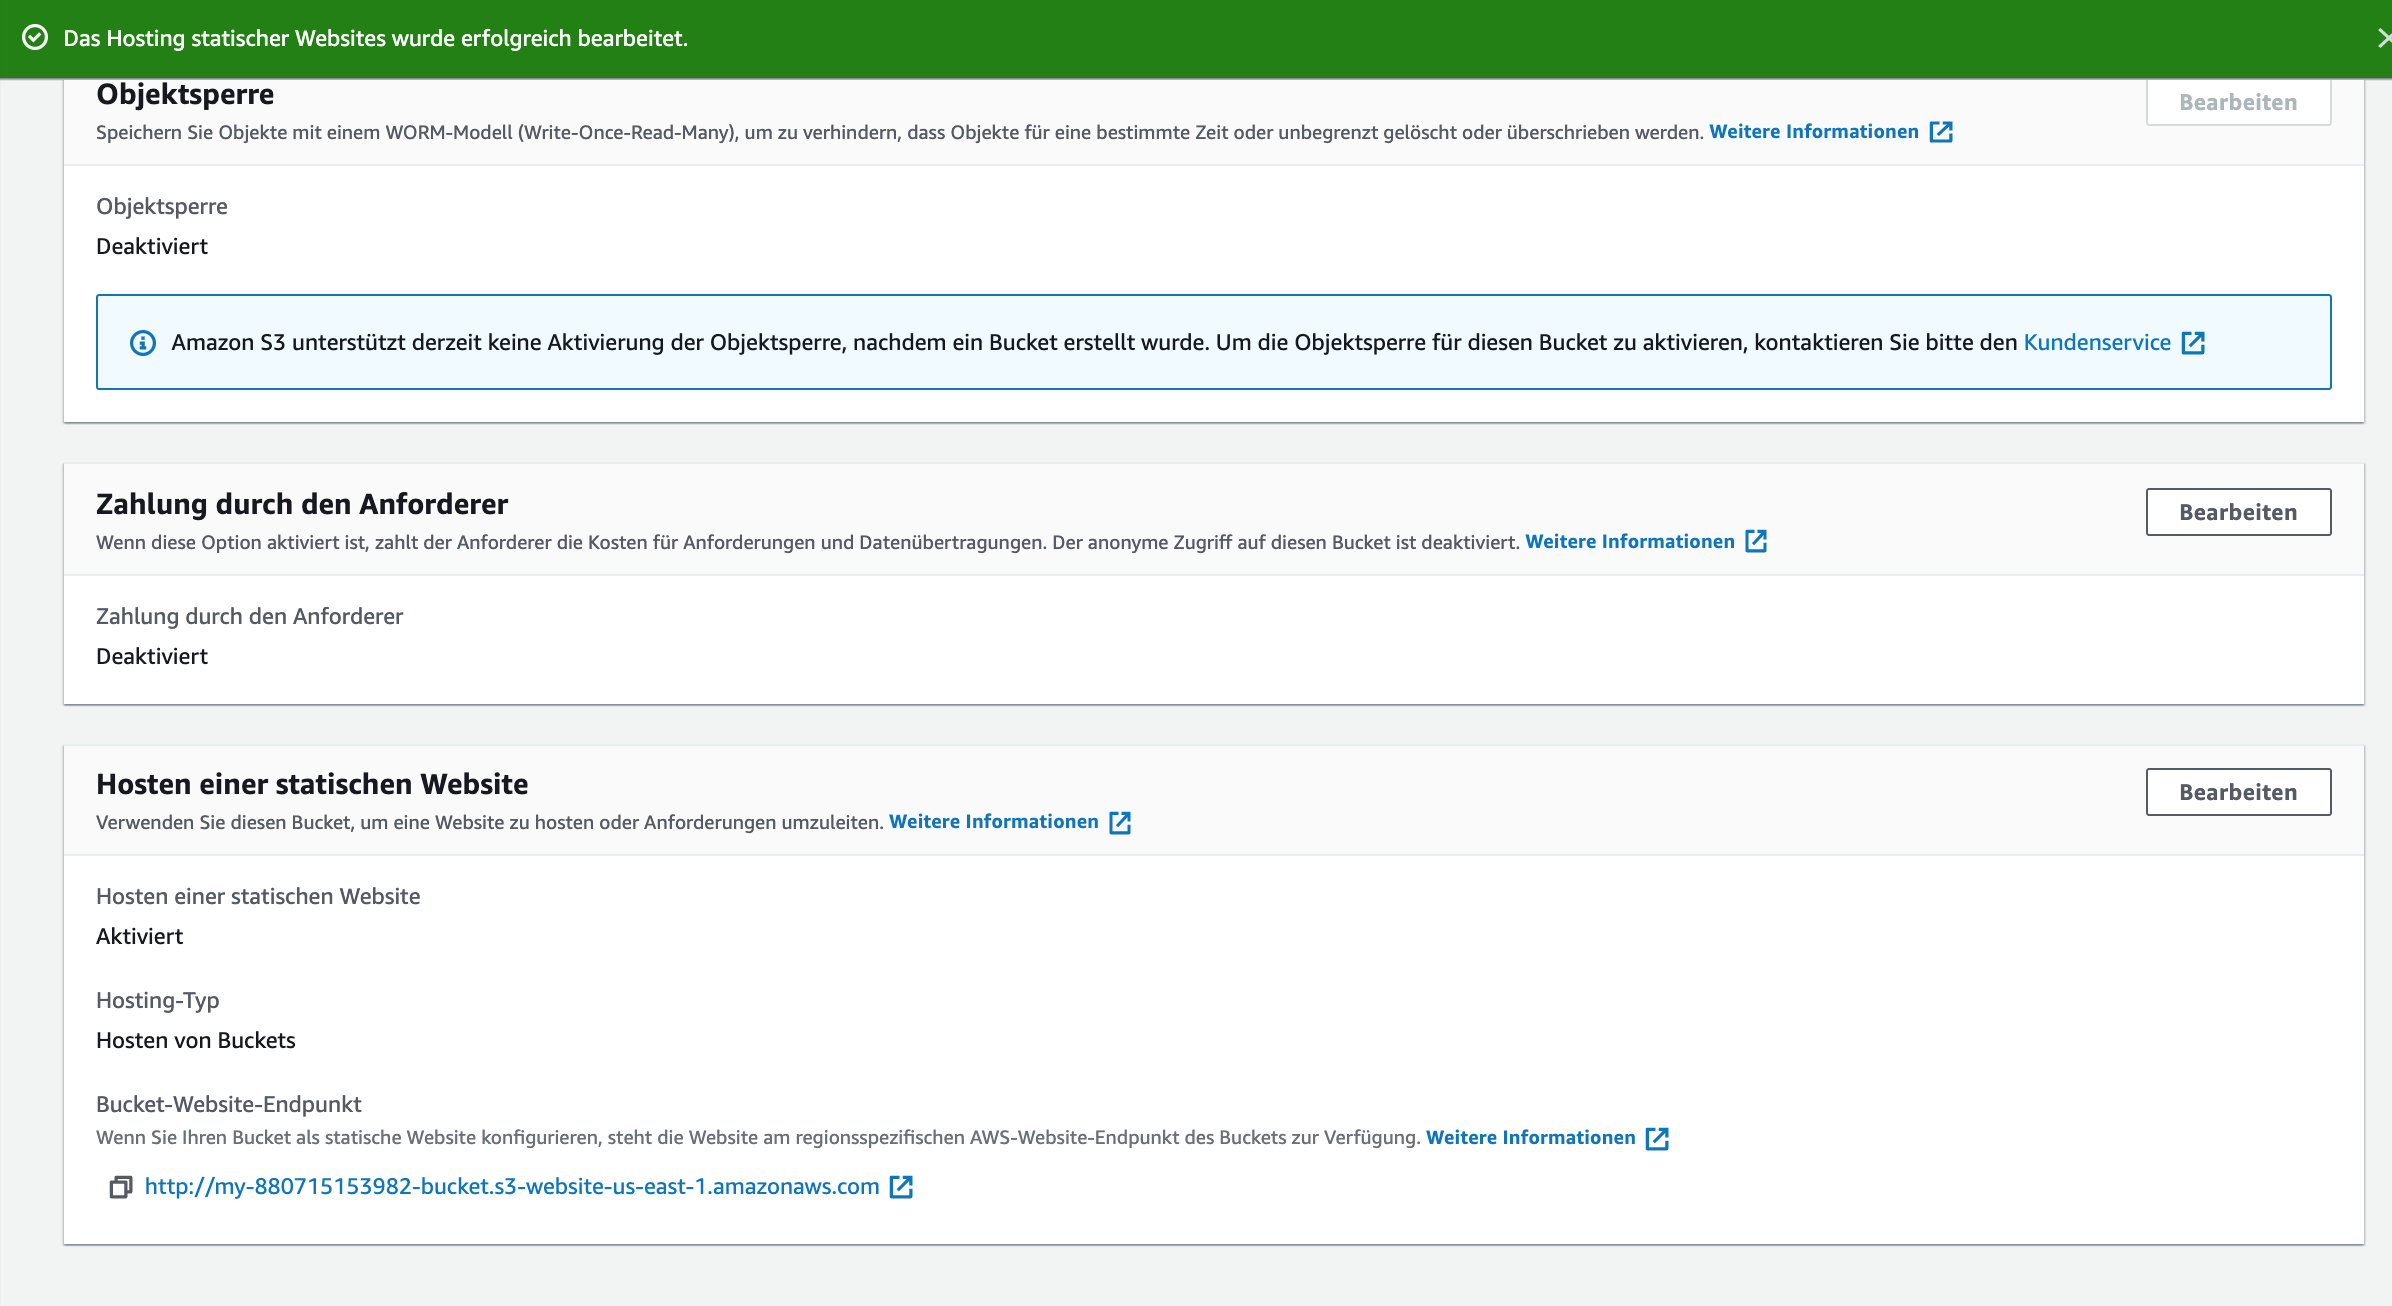 Das Hosting statischer Websites wurde erfolgreich bearbeitet.
Objektsperre
Bearbeiten
Speichern Sie Objekte mit einem WORM-Modell (Write-Once-Read-Many), um zu verhindern, dass Objekte für eine bestimmte Zeit oder unbegrenzt gelöscht oder überschrieben werden. Weitere Informationen
Objektsperre
Deaktiviert
Amazon S3 unterstützt derzeit keine Aktivierung der Objektsperre, nachdem ein Bucket erstellt wurde. Um die Objektsperre für diesen Bucket zu aktivieren, kontaktieren Sie bitte den Kundenservice
Zahlung durch den Anforderer
Bearbeiten
Wenn diese Option aktiviert ist, zahlt der Anforderer die Kosten für Anforderungen und Datenübertragungen. Der anonyme Zugriff auf diesen Bucket ist deaktiviert. Weitere Informationen
Zahlung durch den Anforderer
Deaktiviert
Hosten einer statischen Website
Bearbeiten
Verwenden Sie diesen Bucket, um eine Website zu hosten oder Anforderungen umzuleiten. Weitere Informationen
Hosten einer statischen Website
Aktiviert
Hosting-Typ
Hosten von Buckets
Bucket-Website-Endpunkt
Wenn Sie Ihren Bucket als statische Website konfigurieren, steht die Website am regionsspezifischen AWS-Website-Endpunkt des Buckets zur Verfügung. Weitere Informationen
http://my-880715153982-bucket.s3-website-us-east-1.amazonaws.com